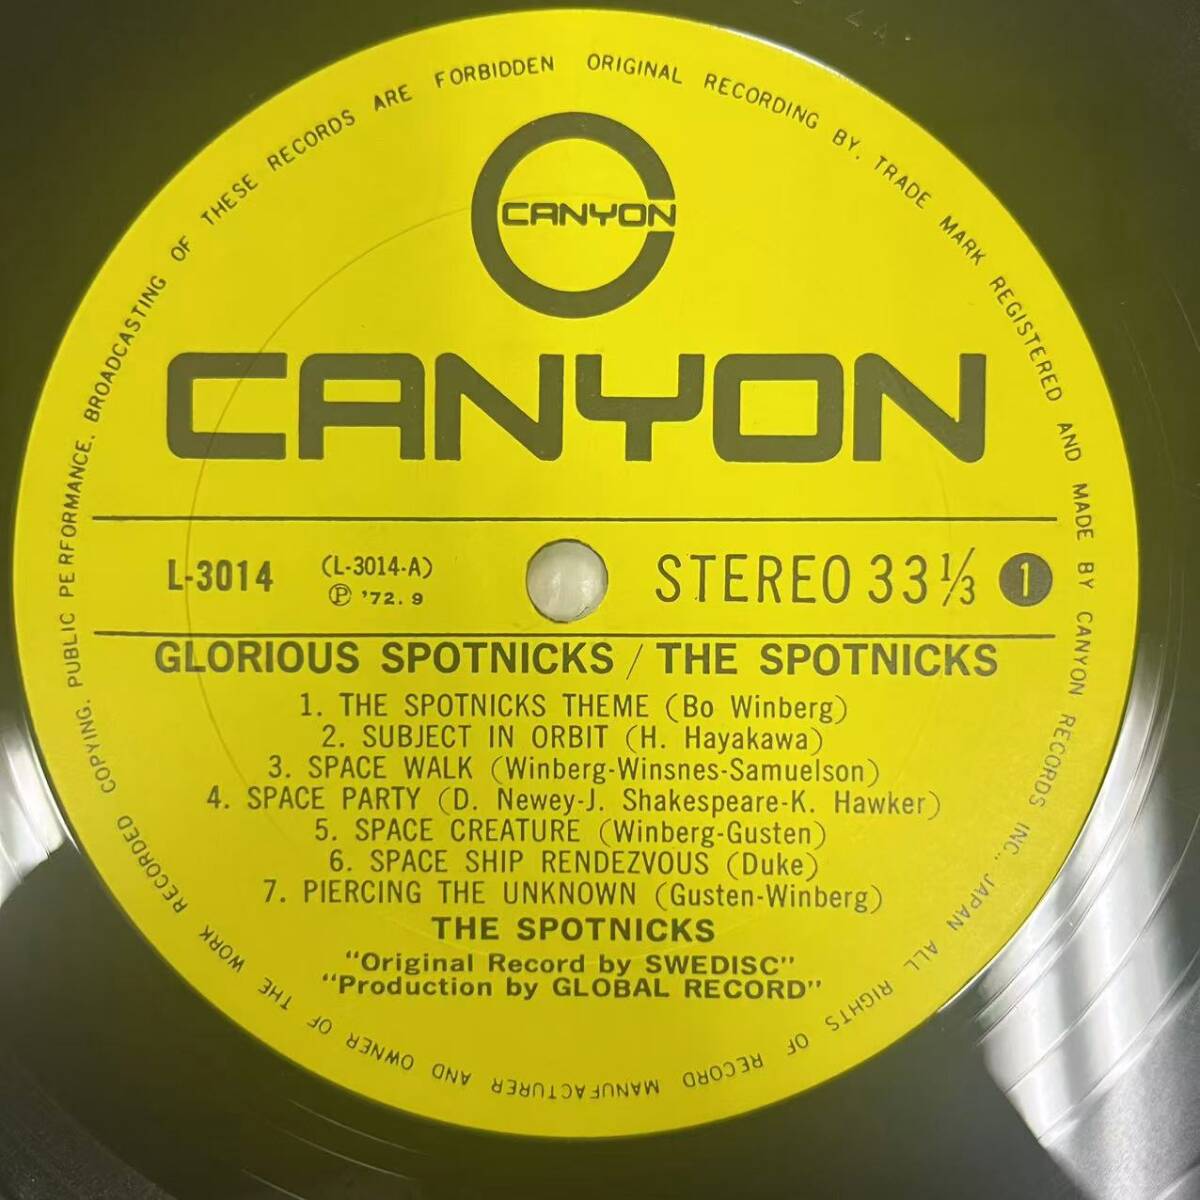 ORIGINAL RECORDING BY. TRADE MARK REGISTERED AND MADE BY CANYON RECORDS INC., JAPAN ALL RIGHTS OF RECORD MANUFACTURER AND OWNER OF THE WORK RECORDED COPYING. PUBLIC PERFORMANCE. BROADCASTING OF THESE RECORDS ARE FORBIDDEN
CANYON
CANYON
L-3014 (L-3014-A) STEREO 33 1/3 1
Ⓟ '72. 9
GLORIOUS SPOTNICKS / THE SPOTNICKS
1. THE SPOTNICKS THEME (Bo Winberg)
2. SUBJECT IN ORBIT (H. Hayakawa)
3. SPACE WALK (Winberg-Winsnes-Samuelson)
4. SPACE PARTY (D. Newey-J. Shakespeare-K. Hawker)
5. SPACE CREATURE (Winberg-Gusten)
6. SPACE SHIP RENDEZVOUS (Duke)
7. PIERCING THE UNKNOWN (Gusten-Winberg)
THE SPOTNICKS
"Original Record by SWEDISC"
"Production by GLOBAL RECORD"